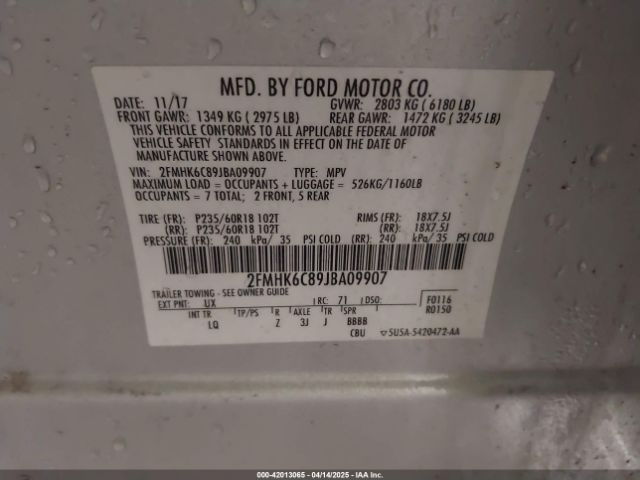 MFD. BY FORD MOTOR CO.
DATE: 11/17 GVWR: 2803 KG ( 6180 LB)
FRONT GAWR: 1349 KG ( 2975 LB) REAR GAWR: 1472 KG ( 3245 LB)
THIS VEHICLE CONFORMS TO ALL APPLICABLE FEDERAL MOTOR
VEHICLE SAFETY STANDARDS IN EFFECT ON THE DATE OF
MANUFACTURE SHOWN ABOVE.
VIN: 2FMHK6C89JBA09907 TYPE: MPV
MAXIMUM LOAD = OCCUPANTS + LUGGAGE = 526KG/1160LB
OCCUPANTS = 7 TOTAL; 2 FRONT, 5 REAR
TIRE (FR): P235/60R18 102T RIMS (FR): 18X7.5J
(RR): P235/60R18 102T (RR): 18X7.5J
PRESSURE (FR): 240 kPa/ 35 PSI COLD (RR): 240 kPa/ 35 PSI COLD
2FMHK6C89JBA09907
TRAILER TOWING - SEE OWNER GUIDE
EXT PNT: UX RC: 71 DSO: F0116
INT TR TP/PS R AXLE TR SPR R0150
LQ Z 3J J BBBB
CBU 5U5A-5420472-AA
000-42013065 - 04/14/2025 - IAA, Inc.